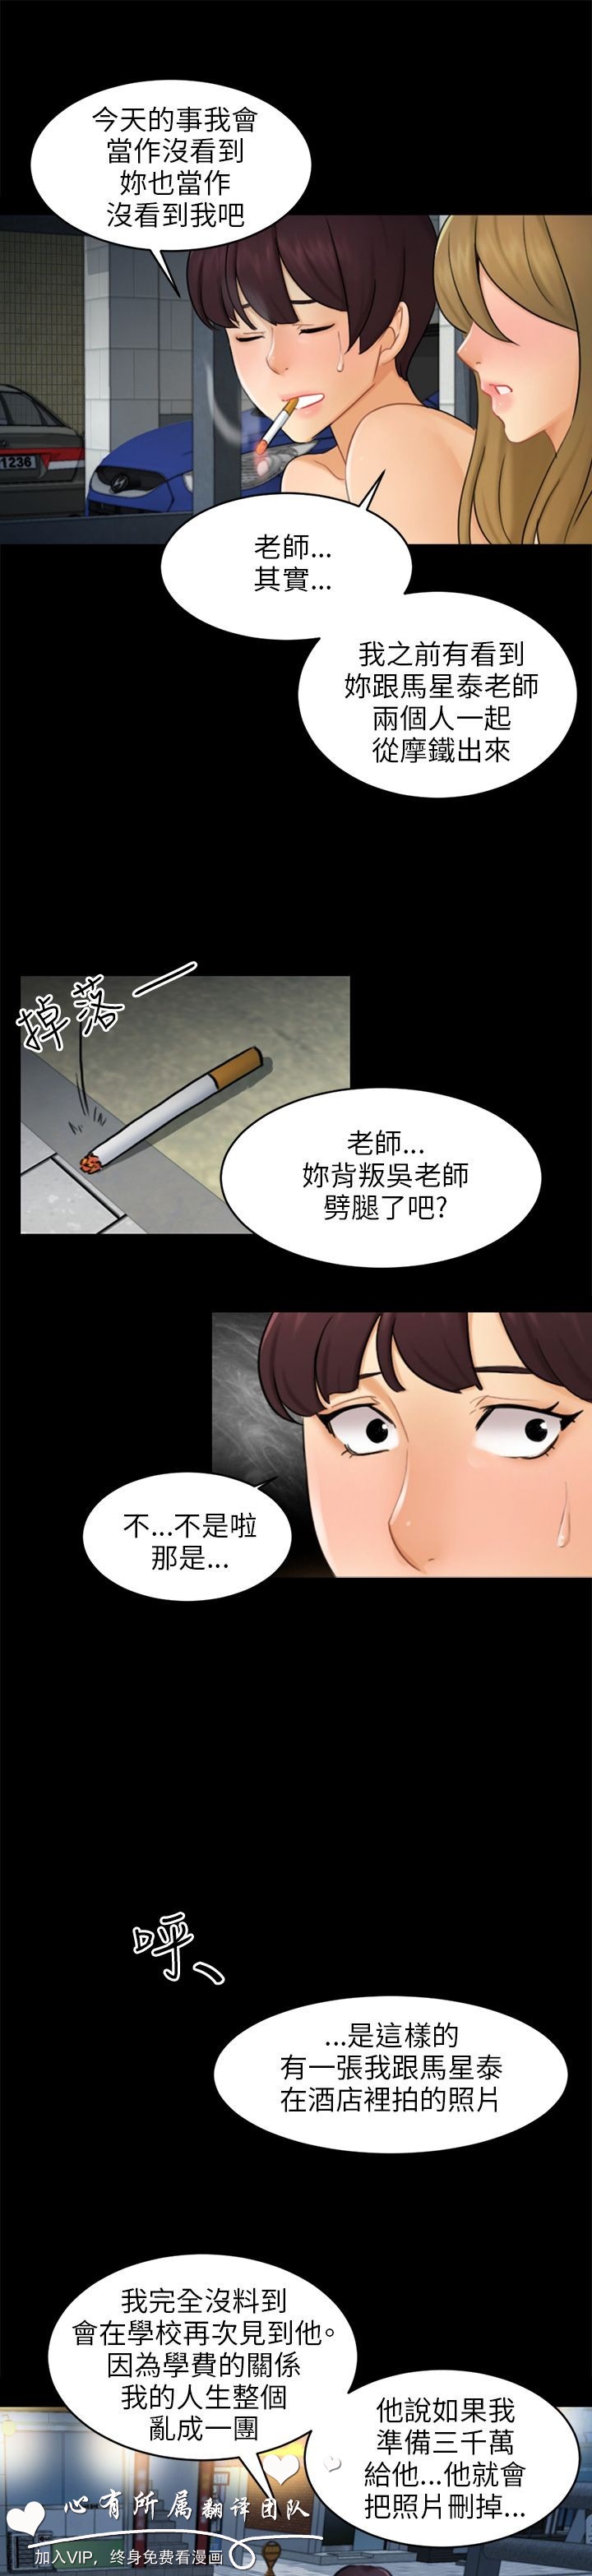 今天的事我會
當作沒看到
妳也當作
沒看到我吧
1236
老師...
其實...
我之前有看到
妳跟馬星泰老師
兩個人一起
從摩鐵出來
掉落
老師...
妳背叛吳老師
劈腿了吧?
不...不是啦
那是...
呼、
...是這樣的
有一張我跟馬星泰
在酒店裡拍的照片
我完全沒料到
會在學校再次見到他。
因為學費的關係
我的人生整個
亂成一團
他說如果我
準備三千萬
給他...他就會
把照片刪掉...
心有所属翻译团队
加入VIP，终身免费看漫画